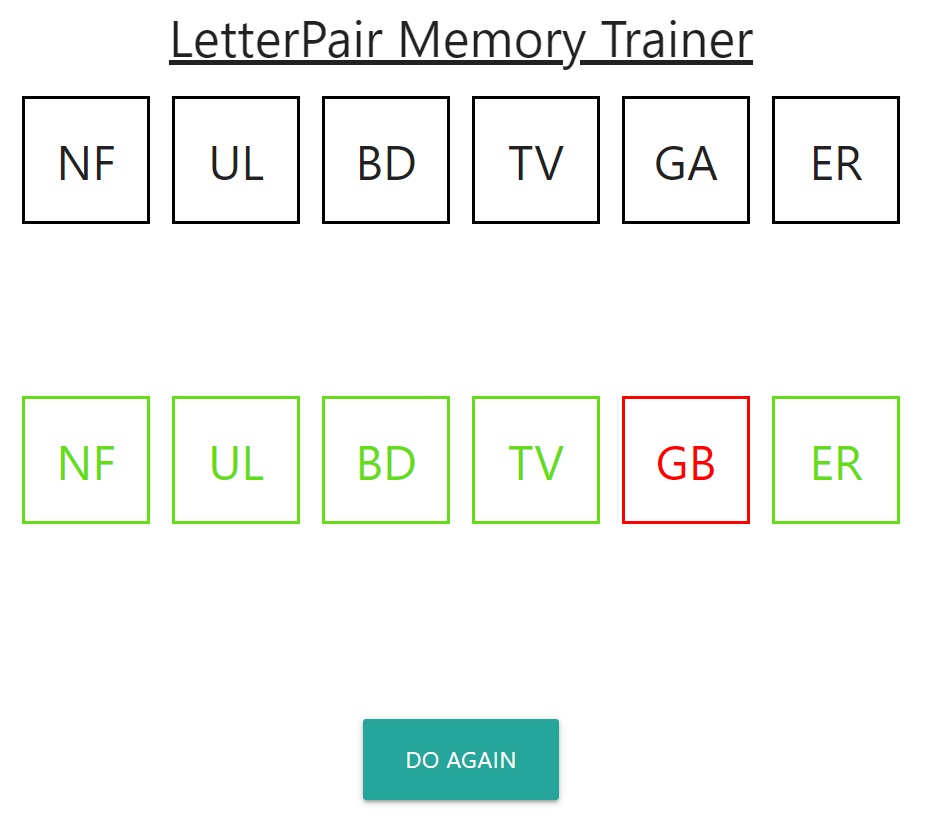 LetterPair Memory Trainer
NF UL BD TV GA ER
NF UL BD TV GB ER
DO AGAIN